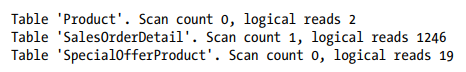 Table 'Product'. Scan count 0, logical reads 2
Table 'SalesOrderDetail'. Scan count 1, logical reads 1246
Table 'SpecialOfferProduct'. Scan count 0, logical reads 19